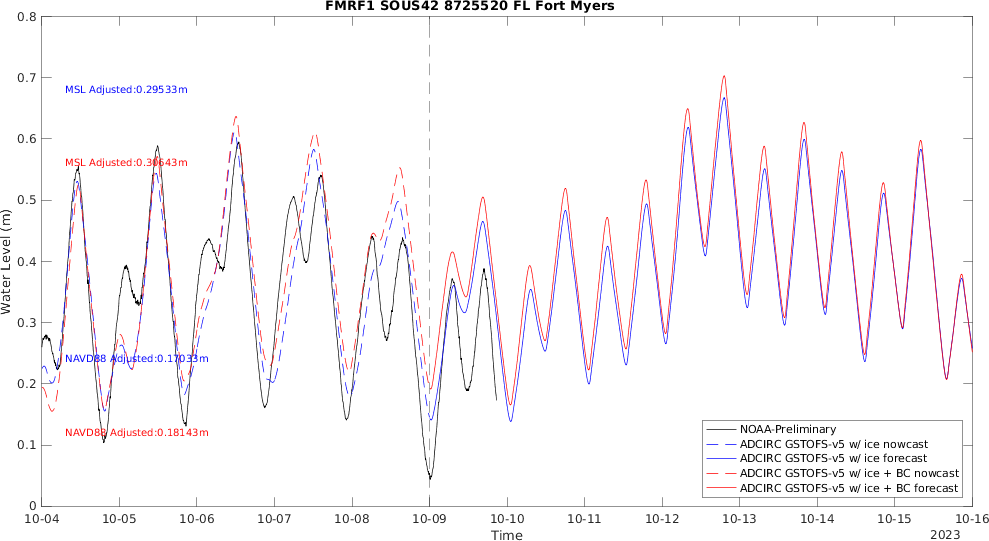 FMRF1 SOUS42 8725520 FL Fort Myers
0.8
0.7
0.6
0.5
0.4
0.3
0.2
0.1
0
Water Level (m)
MSL Adjusted:0.29533m
MSL Adjusted:0.30643m
NAVD88 Adjusted:0.17033m
NAVD88 Adjusted:0.18143m
NOAA-Preliminary
ADCIRC GSTOFS-v5 w/ ice nowcast
ADCIRC GSTOFS-v5 w/ ice forecast
ADCIRC GSTOFS-v5 w/ ice + BC nowcast
ADCIRC GSTOFS-v5 w/ ice + BC forecast
10-04 10-05 10-06 10-07 10-08 10-09 10-10 10-11 10-12 10-13 10-14 10-15 10-16
Time
2023